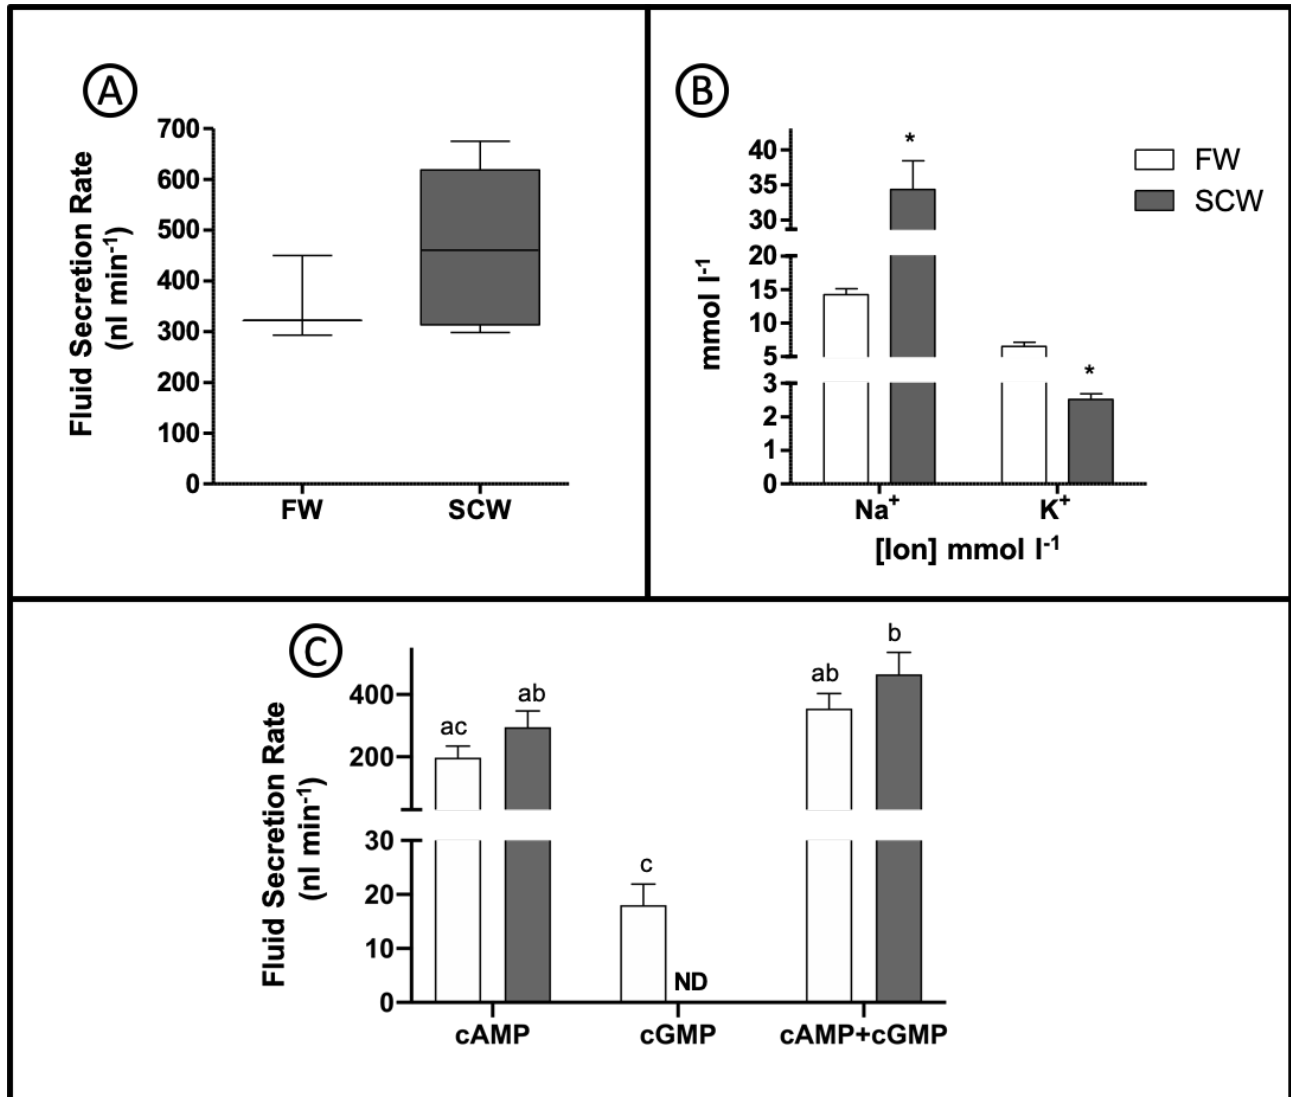 A
Fluid Secretion Rate
(nl min⁻¹)
700
600
500
400
300
200
100
0
FW
SCW
B
mmol l⁻¹
40
35
30
20
15
10
5
3
2
1
0
*
*
Na⁺
K⁺
[Ion] mmol l⁻¹
FW
SCW
C
Fluid Secretion Rate
(nl min⁻¹)
400
200
30
20
10
0
ac
ab
c
ND
ab
b
cAMP
cGMP
cAMP+cGMP